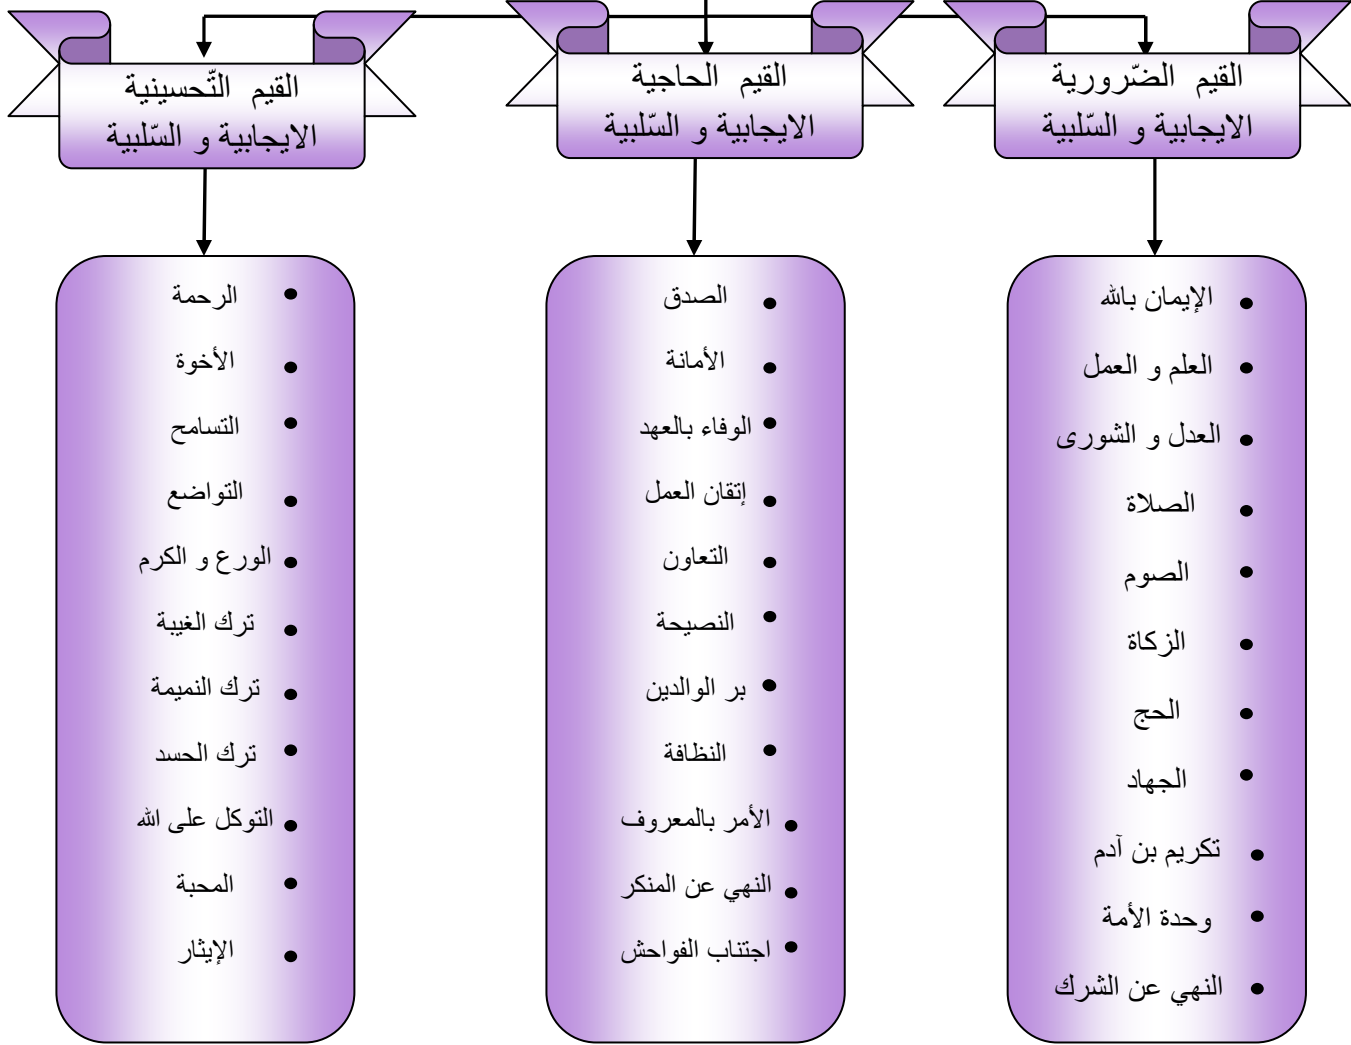 القيم الضّرورية
الايجابية و السّلبية
الإيمان بالله
العلم و العمل
العدل و الشورى
الصلاة
الصوم
الزكاة
الحج
الجهاد
تكريم بن آدم
وحدة الأمة
النهي عن الشرك
القيم الحاجية
الايجابية و السّلبية
الصدق
الأمانة
الوفاء بالعهد
إتقان العمل
التعاون
النصيحة
بر الوالدين
النظافة
الأمر بالمعروف
النهي عن المنكر
اجتناب الفواحش
القيم التّحسينية
الايجابية و السّلبية
الرحمة
الأخوة
التسامح
التواضع
الورع و الكرم
ترك الغيبة
ترك النميمة
ترك الحسد
التوكل على الله
المحبة
الإيثار